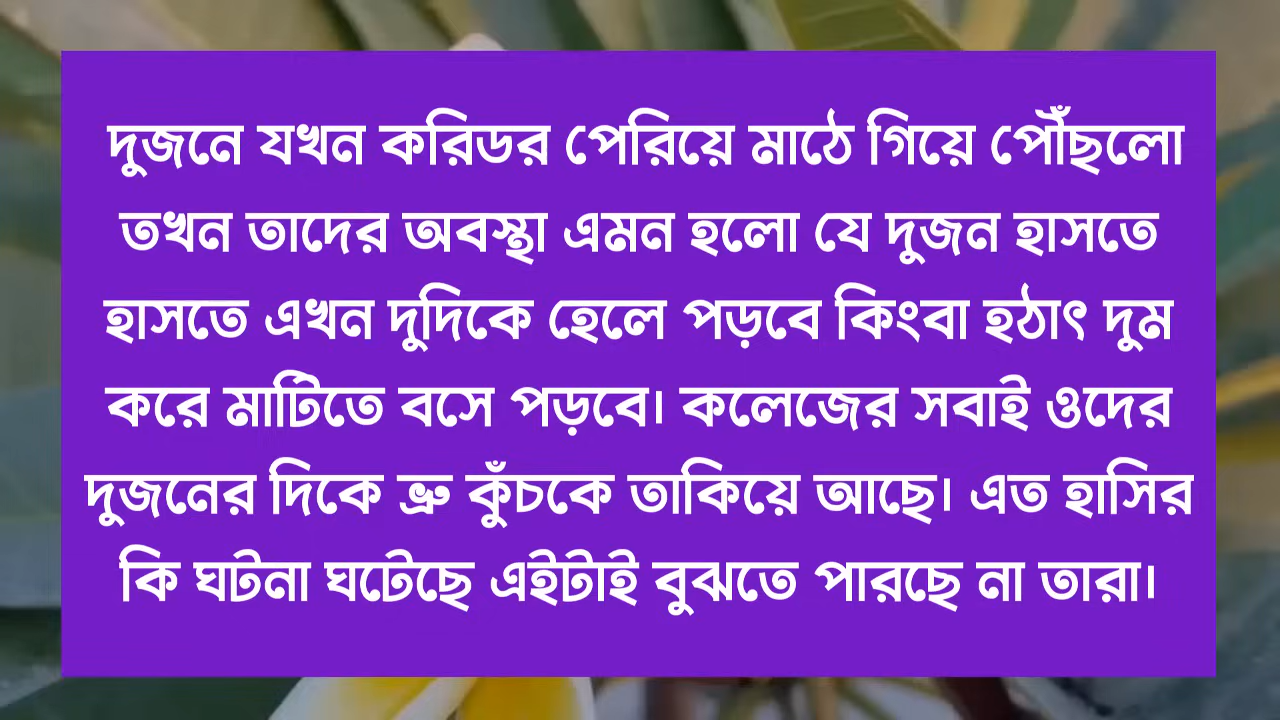 দুজনে যখন করিডর পেরিয়ে মাঠে গিয়ে পৌঁছলো
তখন তাদের অবস্থা এমন হলো যে দুজন হাসতে
হাসতে এখন দুদিকে হেলে পড়বে কিংবা হঠাৎ দুম
করে মাটিতে বসে পড়বে। কলেজের সবাই ওদের
দুজনের দিকে ভ্রু কুঁচকে তাকিয়ে আছে। এত হাসির
কি ঘটনা ঘটেছে এইটাই বুঝতে পারছে না তারা।